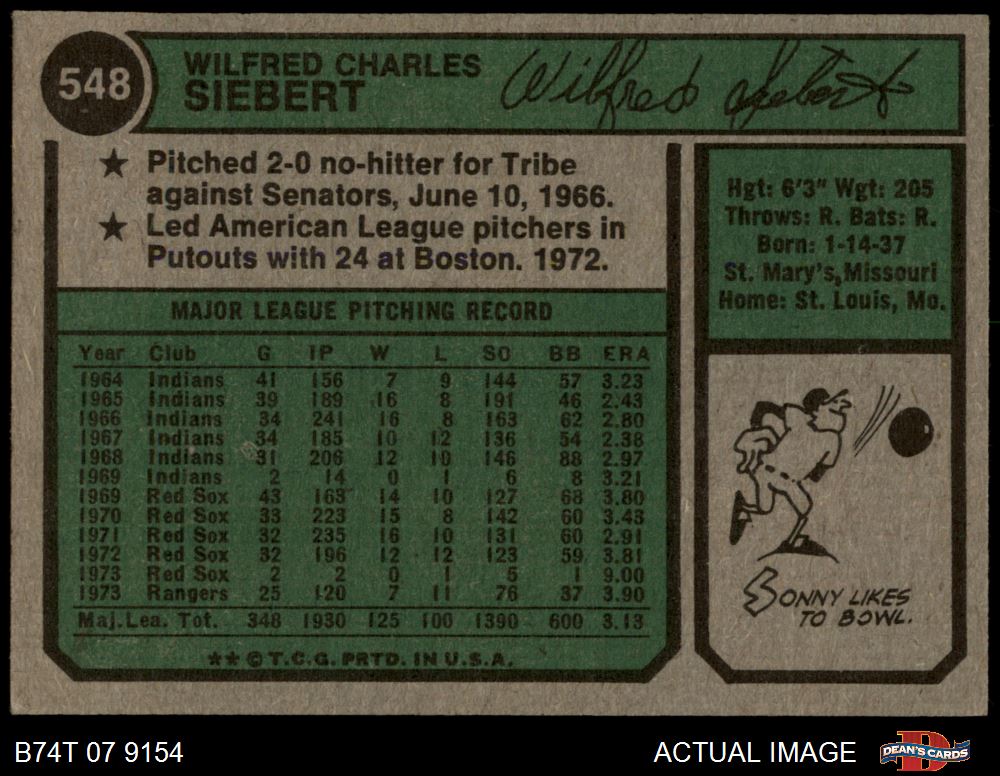 548
WILFRED CHARLES
SIEBERT
Wilfred Siebert
★ Pitched 2-0 no-hitter for Tribe
against Senators, June 10, 1966.
★ Led American League pitchers in
Putouts with 24 at Boston. 1972.
MAJOR LEAGUE PITCHING RECORD
Year Club G IP W L SO BB ERA
1964 Indians 41 156 7 9 144 57 3.23
1965 Indians 39 189 16 8 191 46 2.43
1966 Indians 34 241 16 8 163 62 2.80
1967 Indians 34 185 10 12 136 54 2.38
1968 Indians 31 206 12 10 146 88 2.97
1969 Indians 2 14 0 1 6 8 3.21
1969 Red Sox 43 163 14 10 127 68 3.80
1970 Red Sox 33 223 15 8 142 60 3.43
1971 Red Sox 32 235 16 10 131 60 2.91
1972 Red Sox 32 196 12 12 123 59 3.81
1973 Red Sox 2 2 0 1 5 1 9.00
1973 Rangers 25 120 7 11 76 37 3.90
Maj.Lea. Tot. 348 1930 125 100 1390 600 3.13
★★ © T.C.G. PRTD. IN U.S.A.
Hgt: 6'3" Wgt: 205
Throws: R. Bats: R.
Born: 1-14-37
St. Mary's, Missouri
Home: St. Louis, Mo.
SONNY LIKES
TO BOWL.
B74T 07 9154
ACTUAL IMAGE
D
DEAN'S CARDS